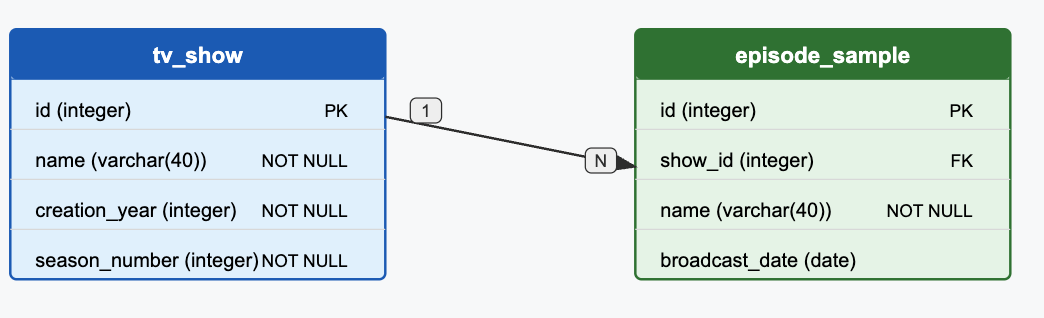 tv_show
id (integer) PK
name (varchar(40)) NOT NULL
creation_year (integer) NOT NULL
season_number (integer) NOT NULL
1
N
episode_sample
id (integer) PK
show_id (integer) FK
name (varchar(40)) NOT NULL
broadcast_date (date)